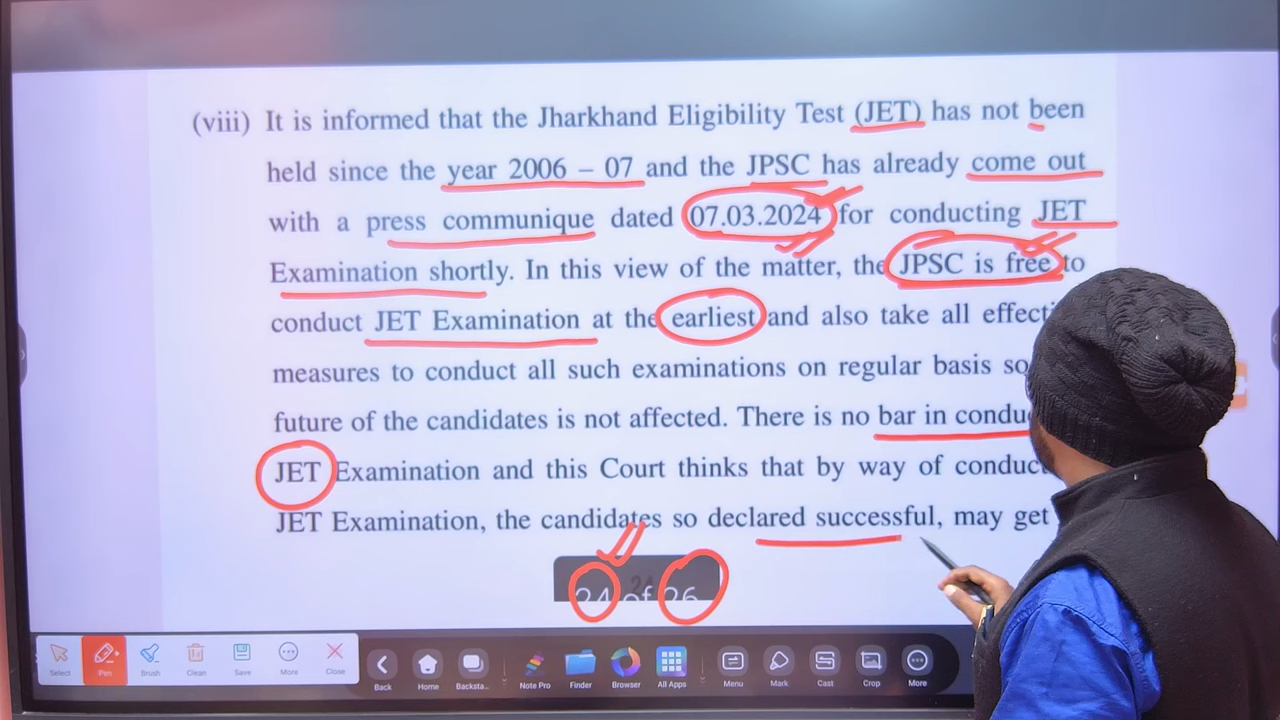 (viii) It is informed that the Jharkhand Eligibility Test (JET) has not been
held since the year 2006 – 07 and the JPSC has already come out
with a press communique dated 07.03.2024 for conducting JET
Examination shortly. In this view of the matter, the JPSC is free to
conduct JET Examination at the earliest and also take all effecti
measures to conduct all such examinations on regular basis so
future of the candidates is not affected. There is no bar in condu
JET Examination and this Court thinks that by way of conduc
JET Examination, the candidates so declared successful, may get
24
24 of 26
Select Pen Brush Clean Save More Close
Back Home Backsta... Note Pro Finder Browser All Apps Menu Mark Cast Crop More